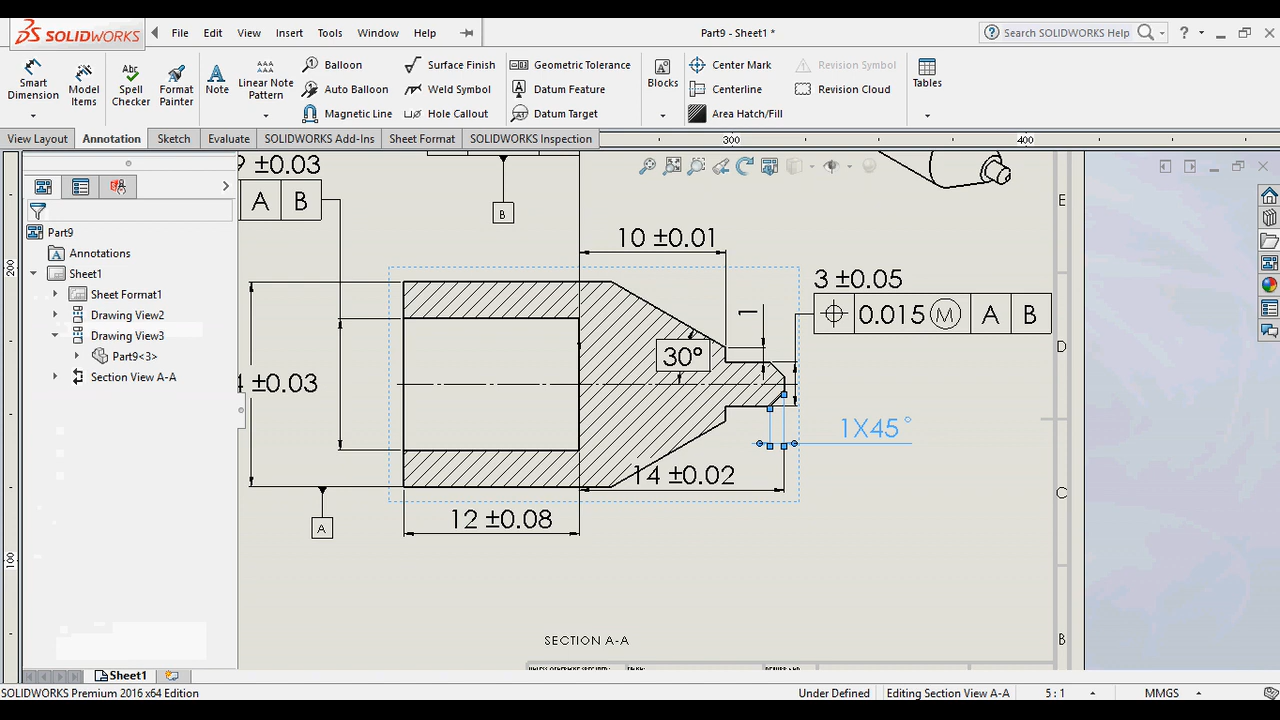 SOLIDWORKS File Edit View Insert Tools Window Help Part9 - Sheet1 * Search SOLIDWORKS Help ?
Smart Dimension
Model Items
Spell Checker
Format Painter
Note
Linear Note Pattern
Balloon
Auto Balloon
Magnetic Line
Surface Finish
Weld Symbol
Hole Callout
Geometric Tolerance
Datum Feature
Datum Target
Blocks
Center Mark
Centerline
Area Hatch/Fill
Revision Symbol
Revision Cloud
Tables
View Layout Annotation Sketch Evaluate SOLIDWORKS Add-Ins Sheet Format SOLIDWORKS Inspection
300 400
200
100
Part9
Annotations
Sheet1
Sheet Format1
Drawing View2
Drawing View3
Part9<3>
Section View A-A
±0.03
A B
B
E
10 ±0.01
3 ±0.05
0.015 M A B
1
30°
D
±0.03
1X45°
14 ±0.02
C
12 ±0.08
A
SECTION A-A
B
Sheet1
SOLIDWORKS Premium 2016 x64 Edition Under Defined Editing Section View A-A 5 : 1 MMGS